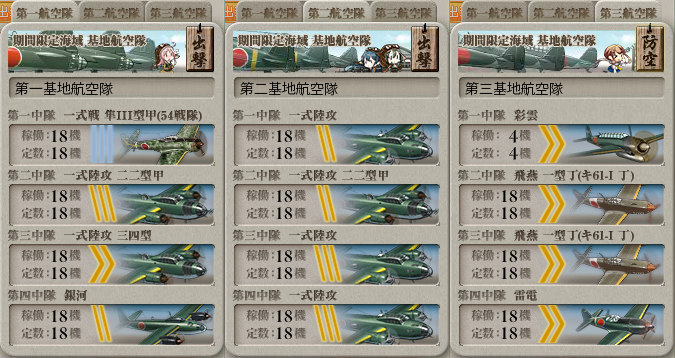 第一航空隊 第二航空隊 第三航空隊
期間限定海域 基地航空隊
出撃
第一基地航空隊
第一中隊 一式戦 隼III型甲(54戦隊)
稼働:18機
定数:18機
第二中隊 一式陸攻 二二型甲
稼働:18機
定数:18機
第三中隊 一式陸攻 三四型
稼働:18機
定数:18機
第四中隊 銀河
稼働:18機
定数:18機
第一航空隊 第二航空隊 第三航空隊
期間限定海域 基地航空隊
出撃
第二基地航空隊
第一中隊 一式陸攻
稼働:18機
定数:18機
第二中隊 一式陸攻 二二型甲
稼働:18機
定数:18機
第三中隊 一式陸攻
稼働:18機
定数:18機
第四中隊 一式陸攻
稼働:18機
定数:18機
第一航空隊 第二航空隊 第三航空隊
期間限定海域 基地航空隊
防空
第三基地航空隊
第一中隊 彩雲
稼働:4機
定数:4機
第二中隊 飛燕 一型丁(キ61-I 丁)
稼働:18機
定数:18機
第三中隊 飛燕 一型丁(キ61-I 丁)
稼働:18機
定数:18機
第四中隊 雷電
稼働:18機
定数:18機